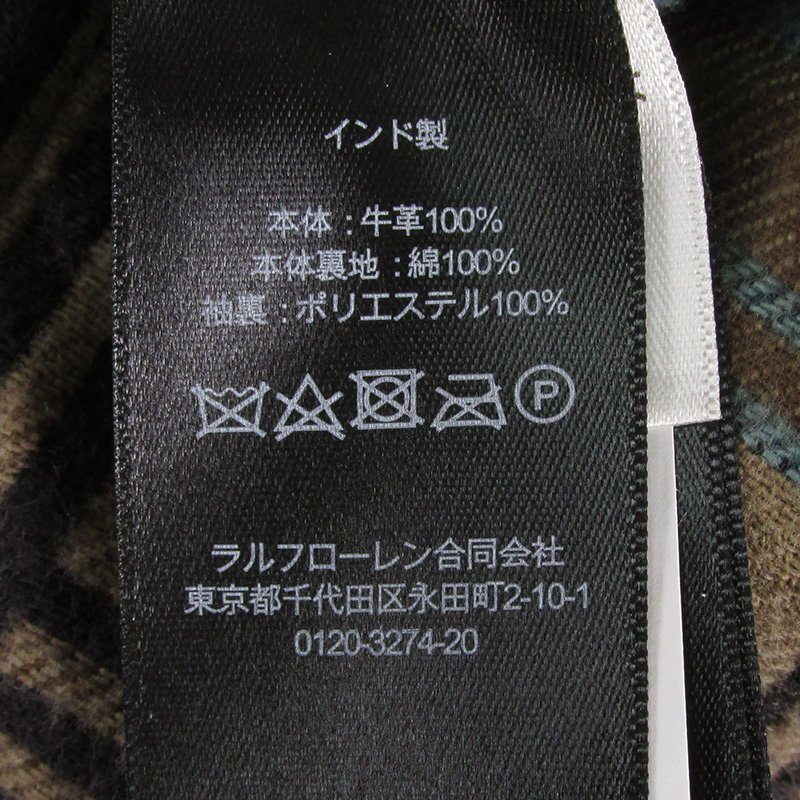 インド製
本体：牛革100%
本体裏地：綿100%
袖裏：ポリエステル100%
P
ラルフローレン合同会社
東京都千代田区永田町2-10-1
0120-3274-20